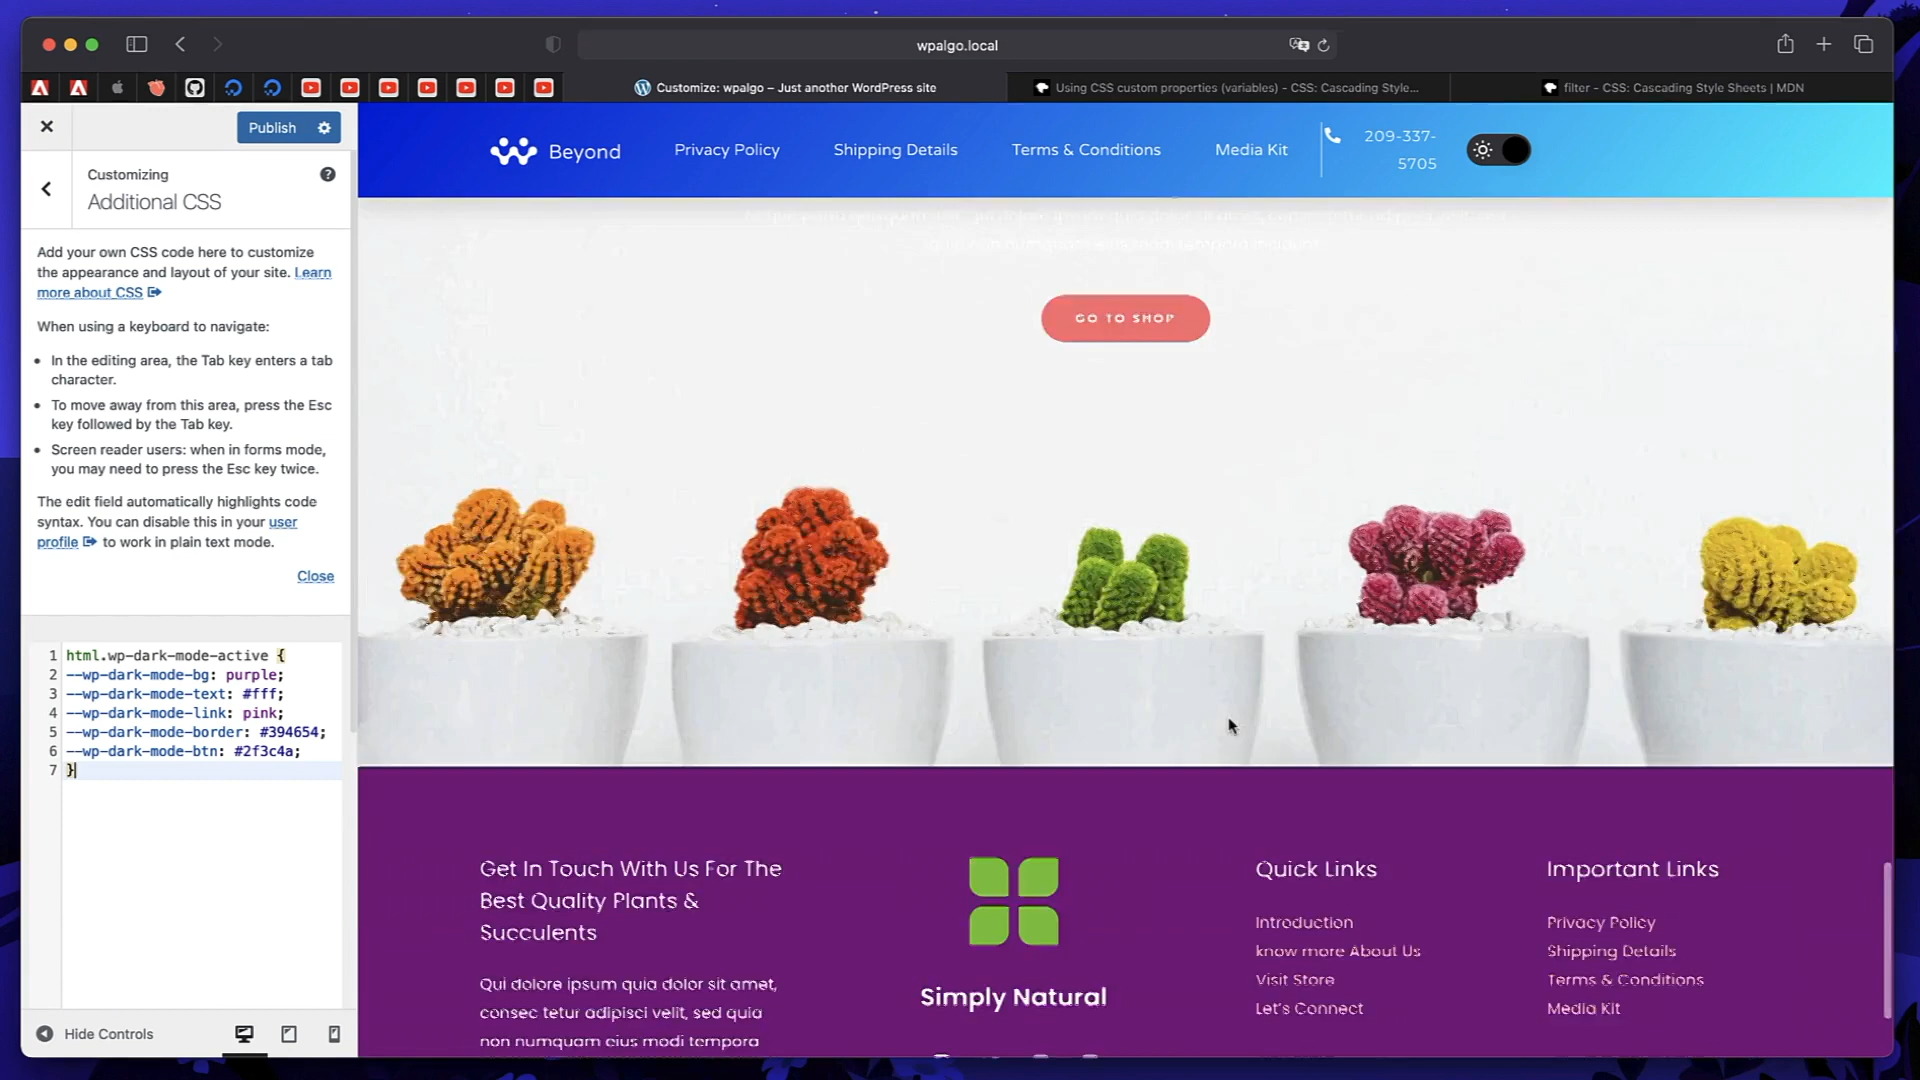 wpalgo.local
Customize: wpalgo – Just another WordPress site
Using CSS custom properties (variables) - CSS: Cascading Style...
filter - CSS: Cascading Style Sheets | MDN
Publish
Customizing
Additional CSS
Add your own CSS code here to customize
the appearance and layout of your site. Learn
more about CSS
When using a keyboard to navigate:
• In the editing area, the Tab key enters a tab
character.
• To move away from this area, press the Esc
key followed by the Tab key.
• Screen reader users: when in forms mode,
you may need to press the Esc key twice.
The edit field automatically highlights code
syntax. You can disable this in your user
profile to work in plain text mode.
Close
1 html.wp-dark-mode-active {
2 --wp-dark-mode-bg: purple;
3 --wp-dark-mode-text: #fff;
4 --wp-dark-mode-link: pink;
5 --wp-dark-mode-border: #394654;
6 --wp-dark-mode-btn: #2f3c4a;
7 }
Hide Controls
Beyond
Privacy Policy
Shipping Details
Terms & Conditions
Media Kit
209-337-
5705
GO TO SHOP
Get In Touch With Us For The
Best Quality Plants &
Succulents
Qui dolore ipsum quia dolor sit amet,
consec tetur adipisci velit, sed quia
non numquam eius modi tempora
Simply Natural
Quick Links
Introduction
know more About Us
Visit Store
Let's Connect
Important Links
Privacy Policy
Shipping Details
Terms & Conditions
Media Kit